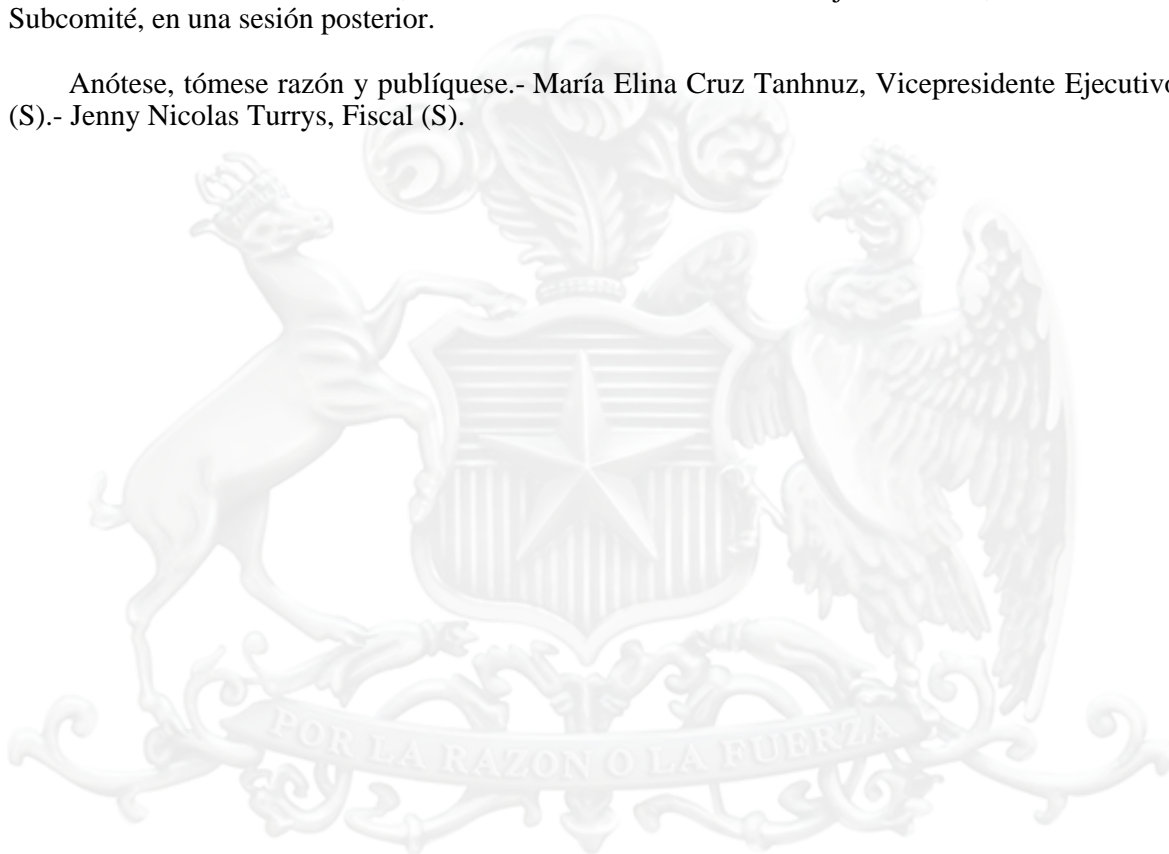 Subcomité, en una sesión posterior.
Anótese, tómese razón y publíquese.- María Elina Cruz Tanhnuz, Vicepresidente Ejecutivo
(S).- Jenny Nicolas Turrys, Fiscal (S).
POR LA RAZON O LA FUERZA